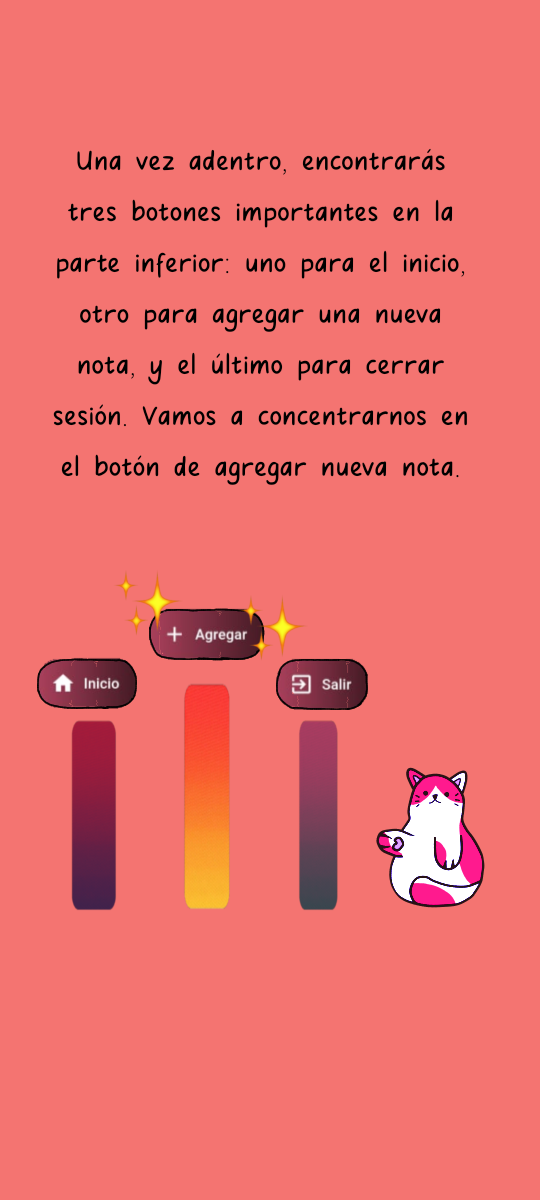 Una vez adentro, encontrarás
tres botones importantes en la
parte inferior: uno para el inicio,
otro para agregar una nueva
nota, y el último para cerrar
sesión. Vamos a concentrarnos en
el botón de agregar nueva nota.
Agregar
Inicio
Salir